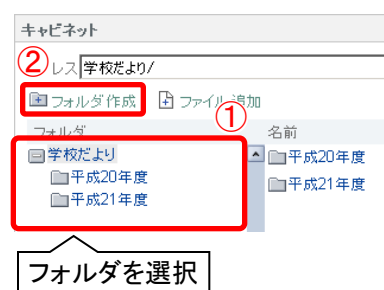 キャビネット
②レス 学校だより/
フォルダ作成 ファイル追加
①
フォルダ 名前
学校だより 平成20年度
平成20年度 平成21年度
平成21年度
フォルダを選択